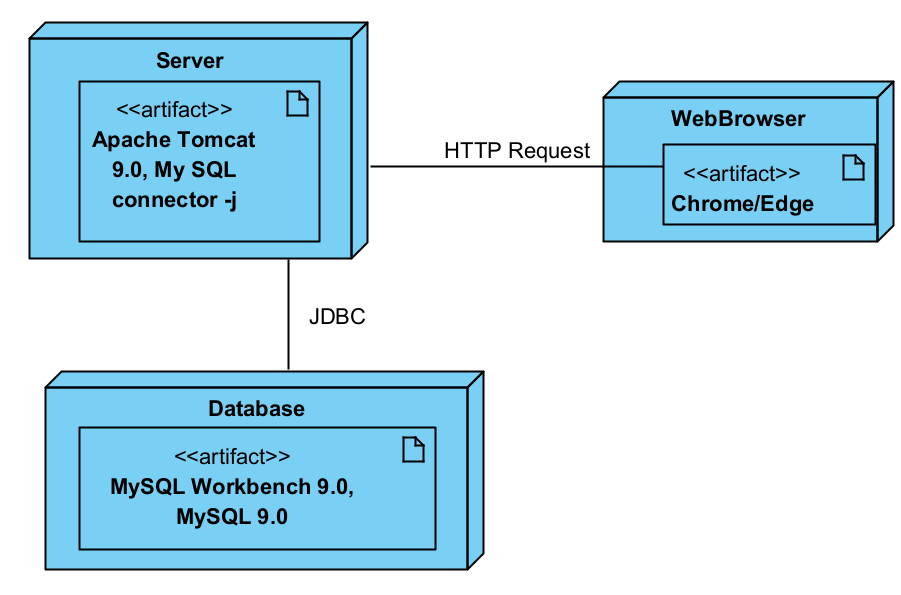 Server
<<artifact>>
Apache Tomcat
9.0, My SQL
connector -j
HTTP Request
WebBrowser
<<artifact>>
Chrome/Edge
JDBC
Database
<<artifact>>
MySQL Workbench 9.0,
MySQL 9.0